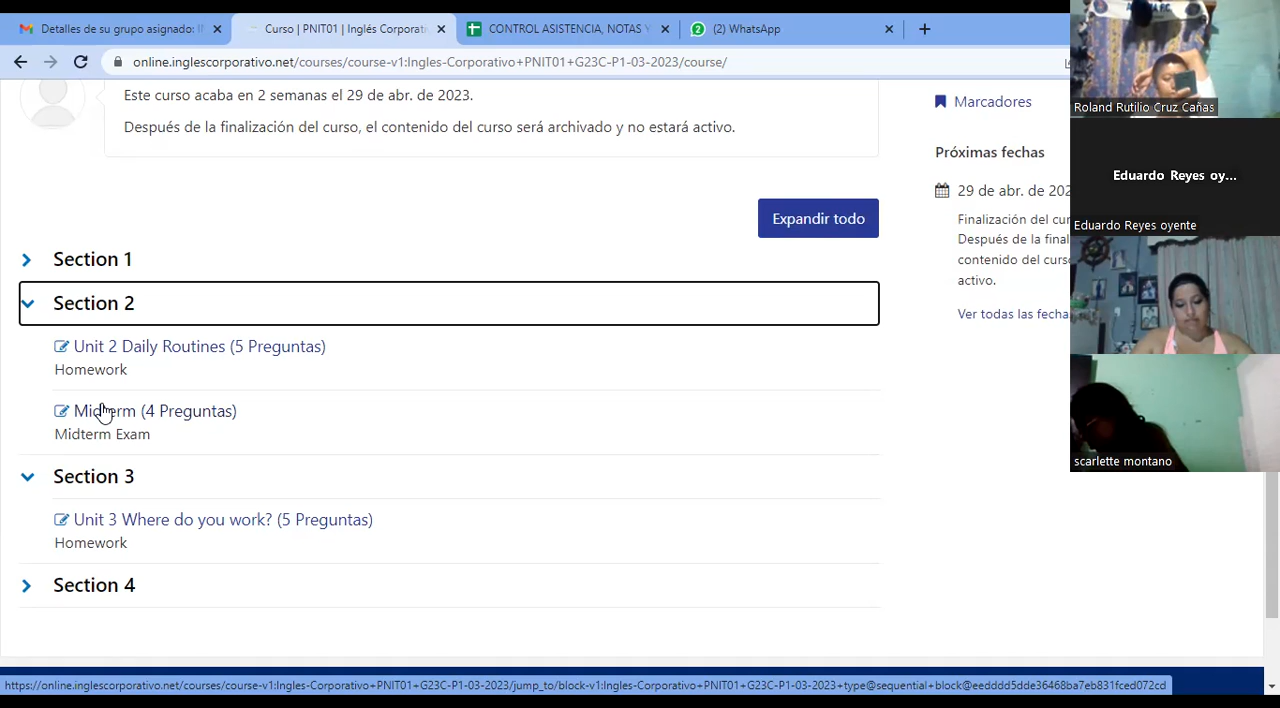 Detalles de su grupo asignado: I
Curso | PNIT01 | Inglés Corporat
CONTROL ASISTENCIA, NOTAS Y
2
(2) WhatsApp
online.inglescorporativo.net/courses/course-v1:Ingles-Corporativo+PNIT01+G23C-P1-03-2023/course/
Este curso acaba en 2 semanas el 29 de abr. de 2023.
Después de la finalización del curso, el contenido del curso será archivado y no estará activo.
Marcadores
Próximas fechas
29 de abr. de 202
Finalización del cur
Después de la final
contenido del curso
activo.
Ver todas las fecha
Expandir todo
Section 1
Section 2
Unit 2 Daily Routines (5 Preguntas)
Homework
Midterm (4 Preguntas)
Midterm Exam
Section 3
Unit 3 Where do you work? (5 Preguntas)
Homework
Section 4
https://online.inglescorporativo.net/courses/course-v1:Ingles-Corporativo+PNIT01+G23C-P1-03-2023/jump_to/block-v1:Ingles-Corporativo+PNIT01+G23C-P1-03-2023+type@sequential+block@eedddd5dde36468ba7eb831fced072cd
Roland Rutilio Cruz Cañas
Eduardo Reyes oy...
Eduardo Reyes oyente
scarlette montano